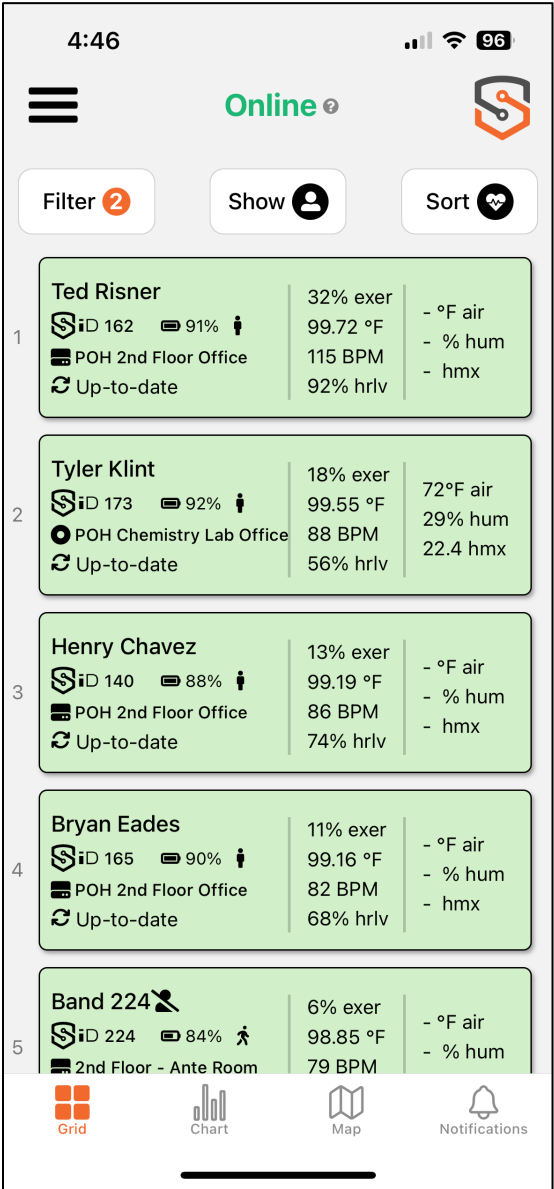 4:46
96
Online ?
Filter 2
Show
Sort
1
Ted Risner
iD 162 91%
POH 2nd Floor Office
Up-to-date
32% exer
99.72 °F
115 BPM
92% hrlv
- °F air
- % hum
- hmx
2
Tyler Klint
iD 173 92%
POH Chemistry Lab Office
Up-to-date
18% exer
99.55 °F
88 BPM
56% hrlv
72°F air
29% hum
22.4 hmx
3
Henry Chavez
iD 140 88%
POH 2nd Floor Office
Up-to-date
13% exer
99.19 °F
86 BPM
74% hrlv
- °F air
- % hum
- hmx
4
Bryan Eades
iD 165 90%
POH 2nd Floor Office
Up-to-date
11% exer
99.16 °F
82 BPM
68% hrlv
- °F air
- % hum
- hmx
5
Band 224
iD 224 84%
2nd Floor - Ante Room
6% exer
98.85 °F
79 BPM
- °F air
- % hum
Grid
Chart
Map
Notifications